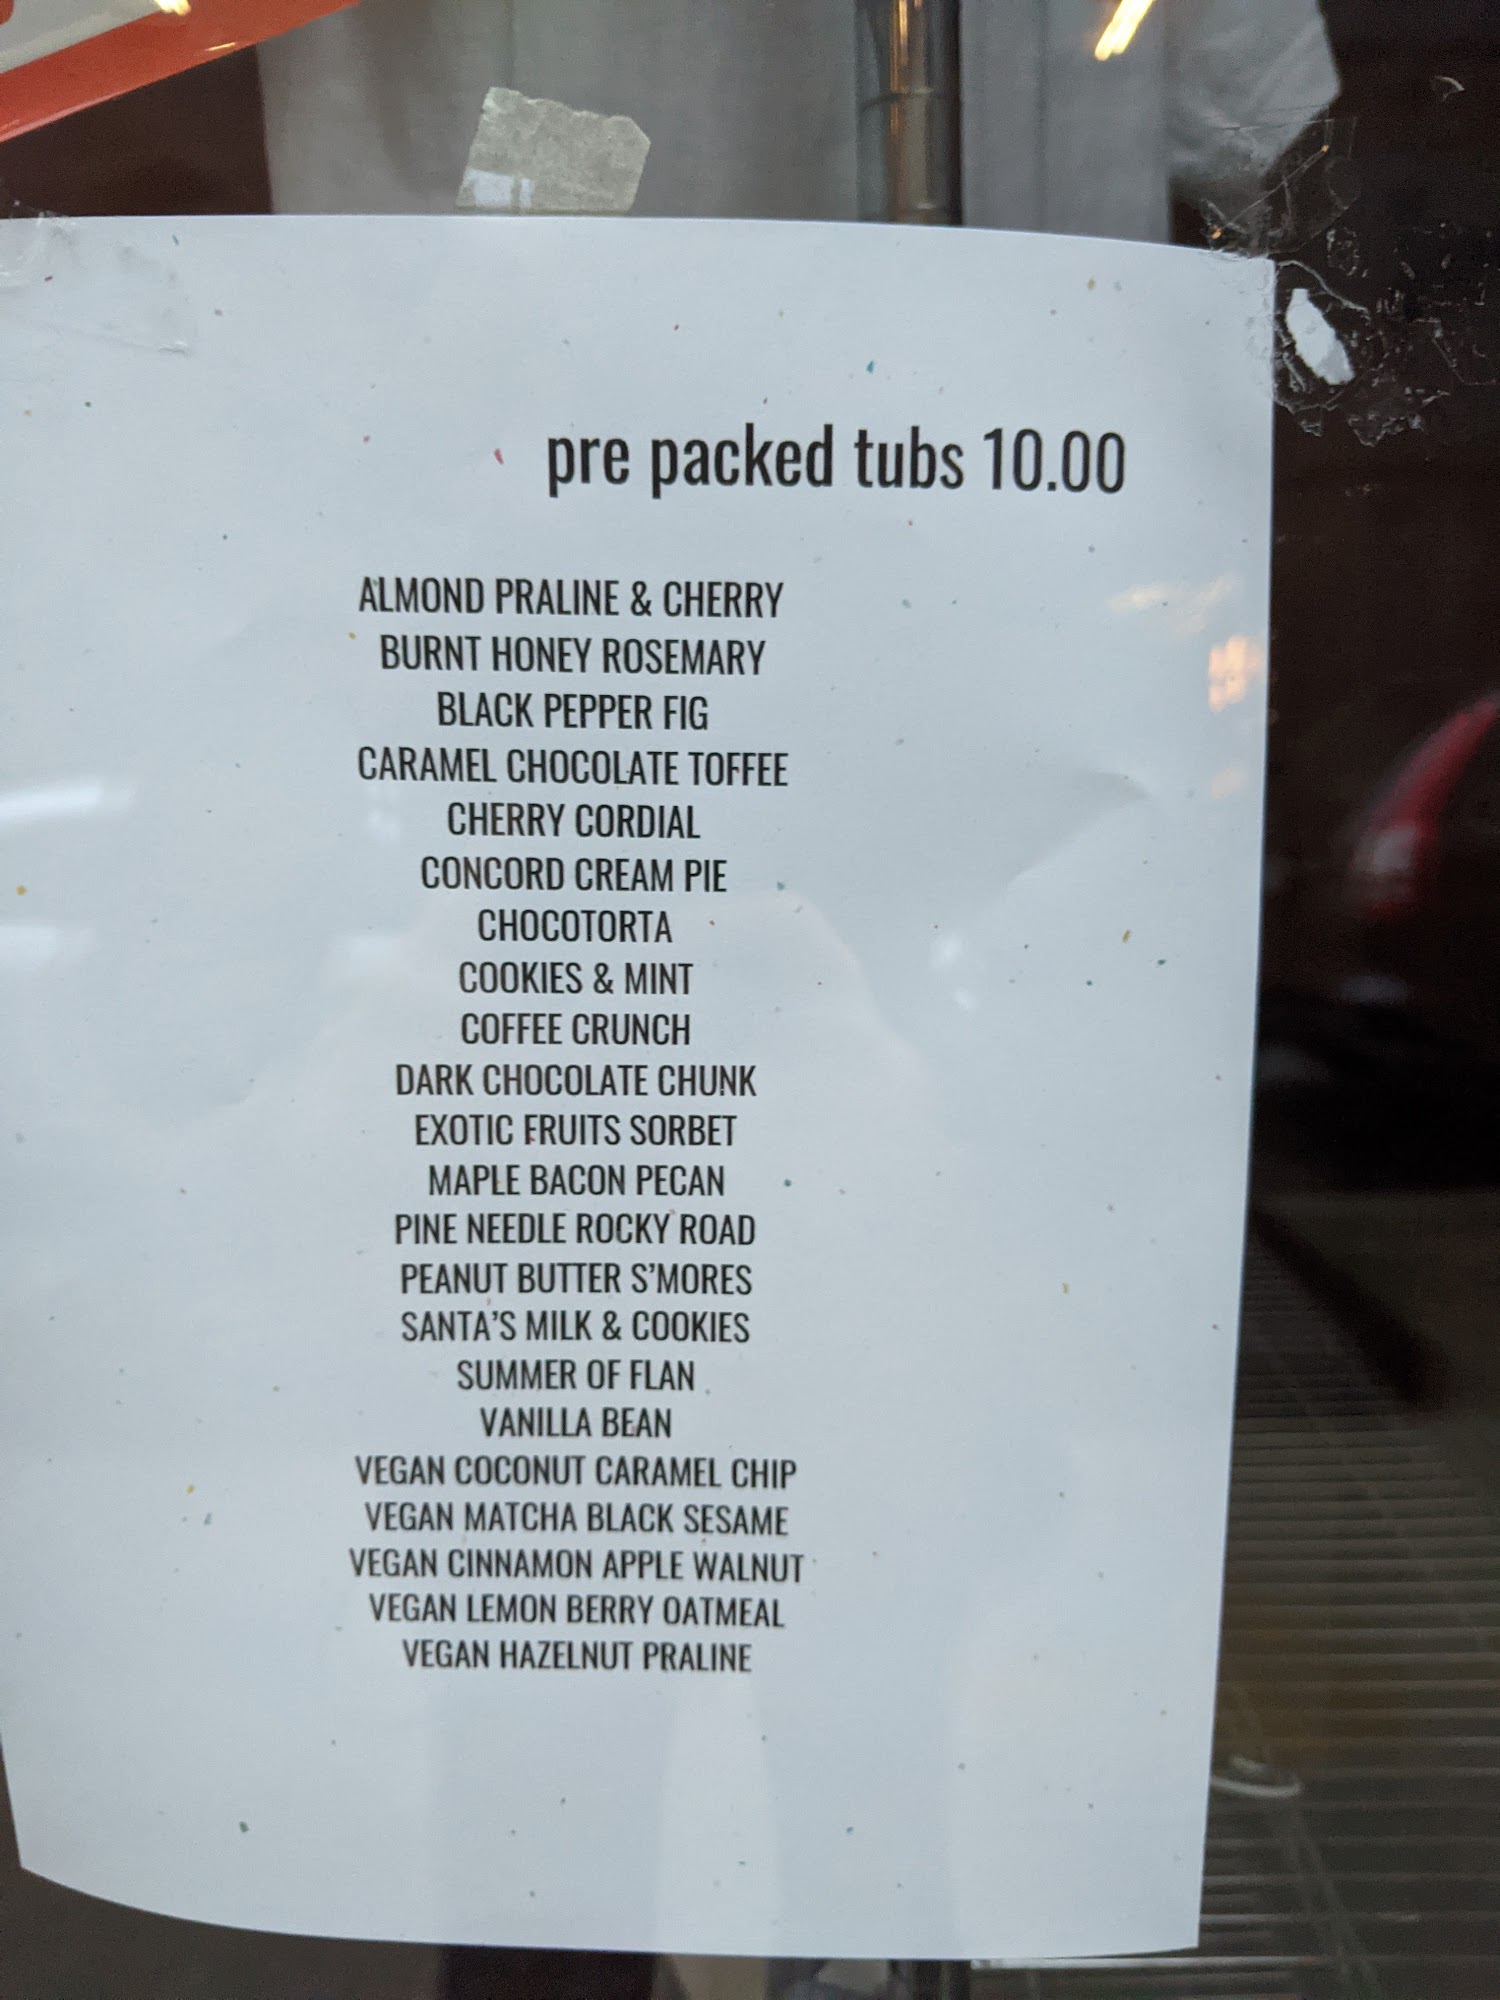 pre packed tubs 10.00
ALMOND PRALINE & CHERRY
BURNT HONEY ROSEMARY
BLACK PEPPER FIG
CARAMEL CHOCOLATE TOFFEE
CHERRY CORDIAL
CONCORD CREAM PIE
CHOCOTORTA
COOKIES & MINT
COFFEE CRUNCH
DARK CHOCOLATE CHUNK
EXOTIC FRUITS SORBET
MAPLE BACON PECAN
PINE NEEDLE ROCKY ROAD
PEANUT BUTTER S’MORES
SANTA’S MILK & COOKIES
SUMMER OF FLAN
VANILLA BEAN
VEGAN COCONUT CARAMEL CHIP
VEGAN MATCHA BLACK SESAME
VEGAN CINNAMON APPLE WALNUT
VEGAN LEMON BERRY OATMEAL
VEGAN HAZELNUT PRALINE